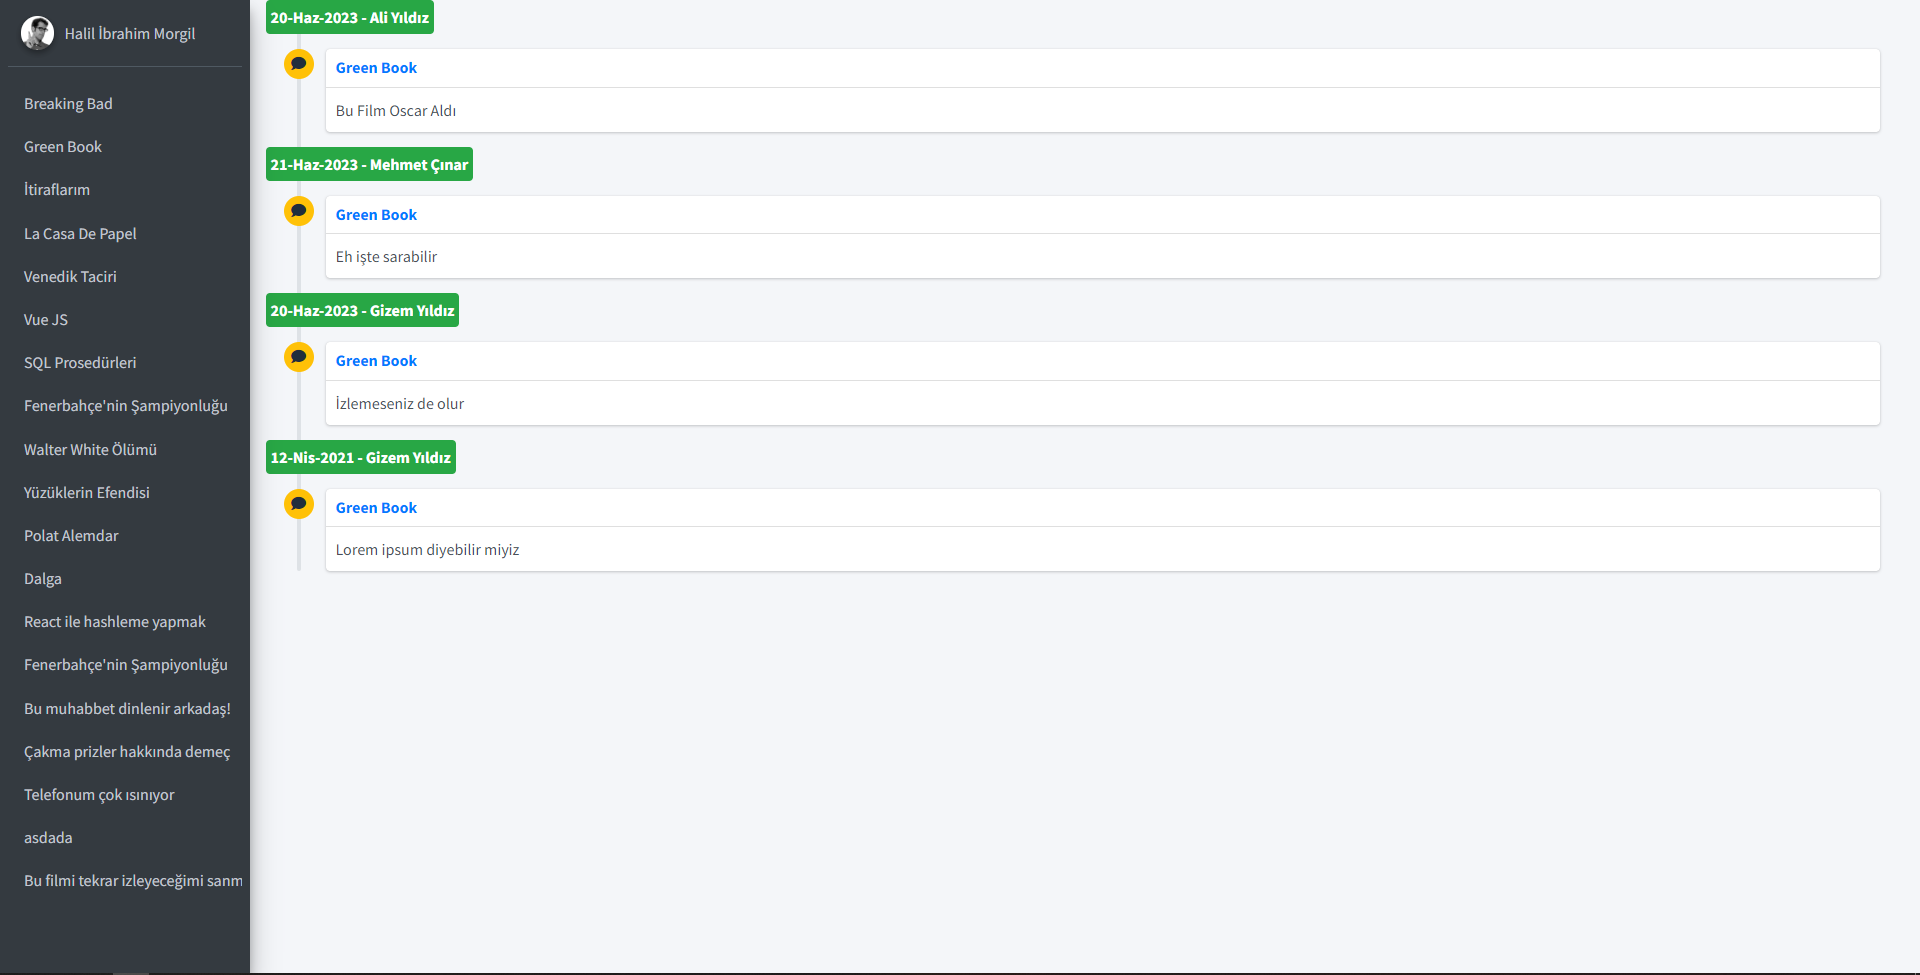 Halil İbrahim Morgil
Breaking Bad
Green Book
İtiraflarım
La Casa De Papel
Venedik Taciri
Vue JS
SQL Prosedürleri
Fenerbahçe'nin Şampiyonluğu
Walter White Ölümü
Yüzüklerin Efendisi
Polat Alemdar
Dalga
React ile hashleme yapmak
Fenerbahçe'nin Şampiyonluğu
Bu muhabbet dinlenir arkadaş!
Çakma prizler hakkında demeç
Telefonum çok ısınıyor
asdada
Bu filmi tekrar izleyeceğimi sanm
20-Haz-2023 - Ali Yıldız
Green Book
Bu Film Oscar Aldı
21-Haz-2023 - Mehmet Çınar
Green Book
Eh işte sarabilir
20-Haz-2023 - Gizem Yıldız
Green Book
İzlemeseniz de olur
12-Nis-2021 - Gizem Yıldız
Green Book
Lorem ipsum diyebilir miyiz